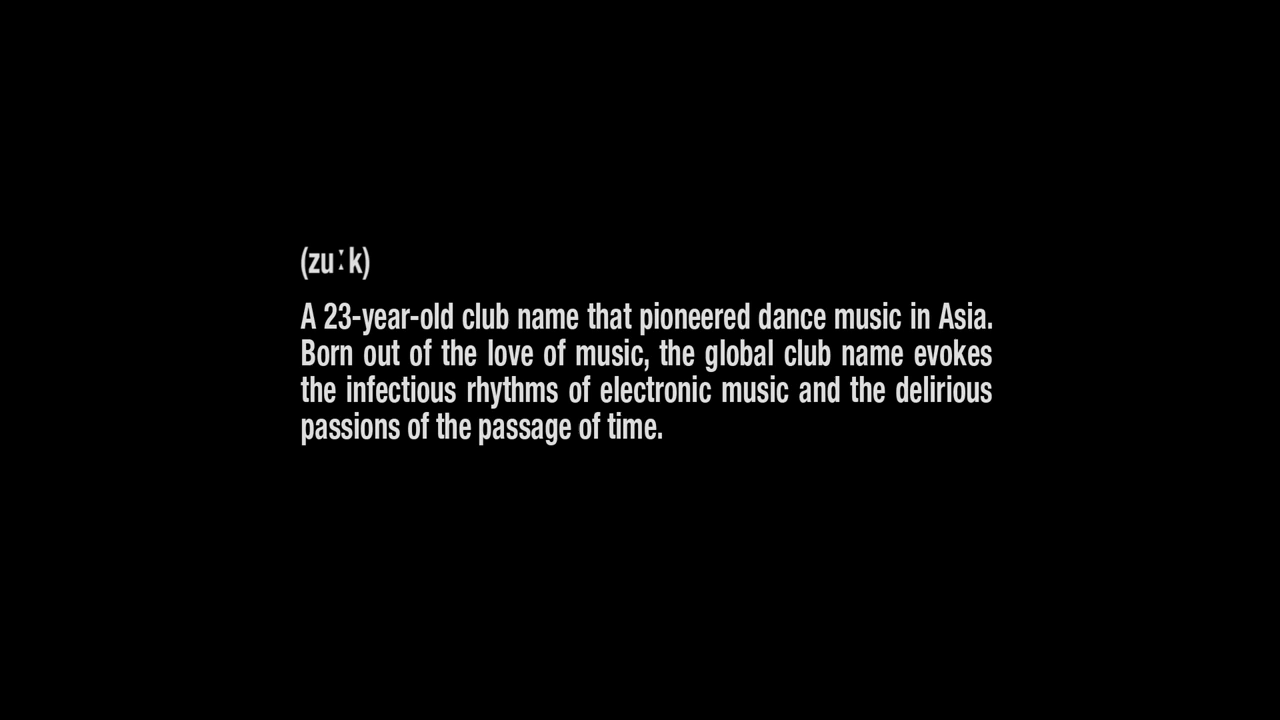 (zuːk)
A 23-year-old club name that pioneered dance music in Asia.
Born out of the love of music, the global club name evokes
the infectious rhythms of electronic music and the delirious
passions of the passage of time.